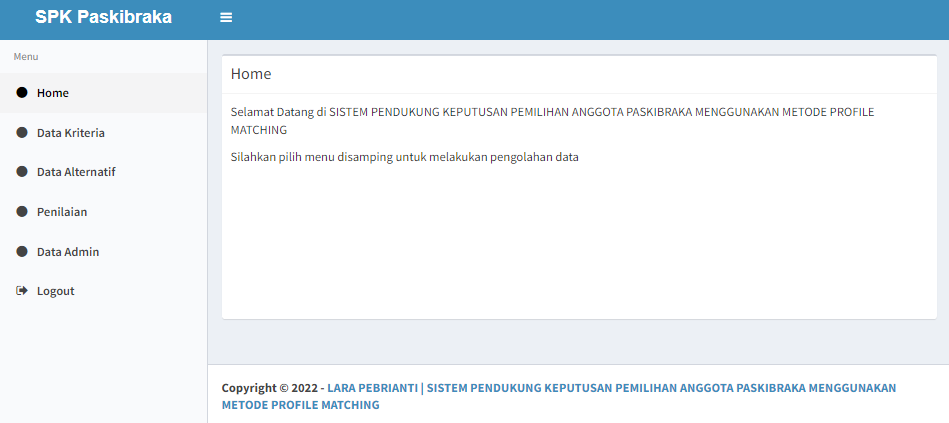 SPK Paskibraka
Menu
Home
Data Kriteria
Data Alternatif
Penilaian
Data Admin
Logout
Home
Selamat Datang di SISTEM PENDUKUNG KEPUTUSAN PEMILIHAN ANGGOTA PASKIBRAKA MENGGUNAKAN METODE PROFILE
MATCHING
Silahkan pilih menu disamping untuk melakukan pengolahan data
Copyright © 2022 - LARA PEBRIANTI | SISTEM PENDUKUNG KEPUTUSAN PEMILIHAN ANGGOTA PASKIBRAKA MENGGUNAKAN
METODE PROFILE MATCHING